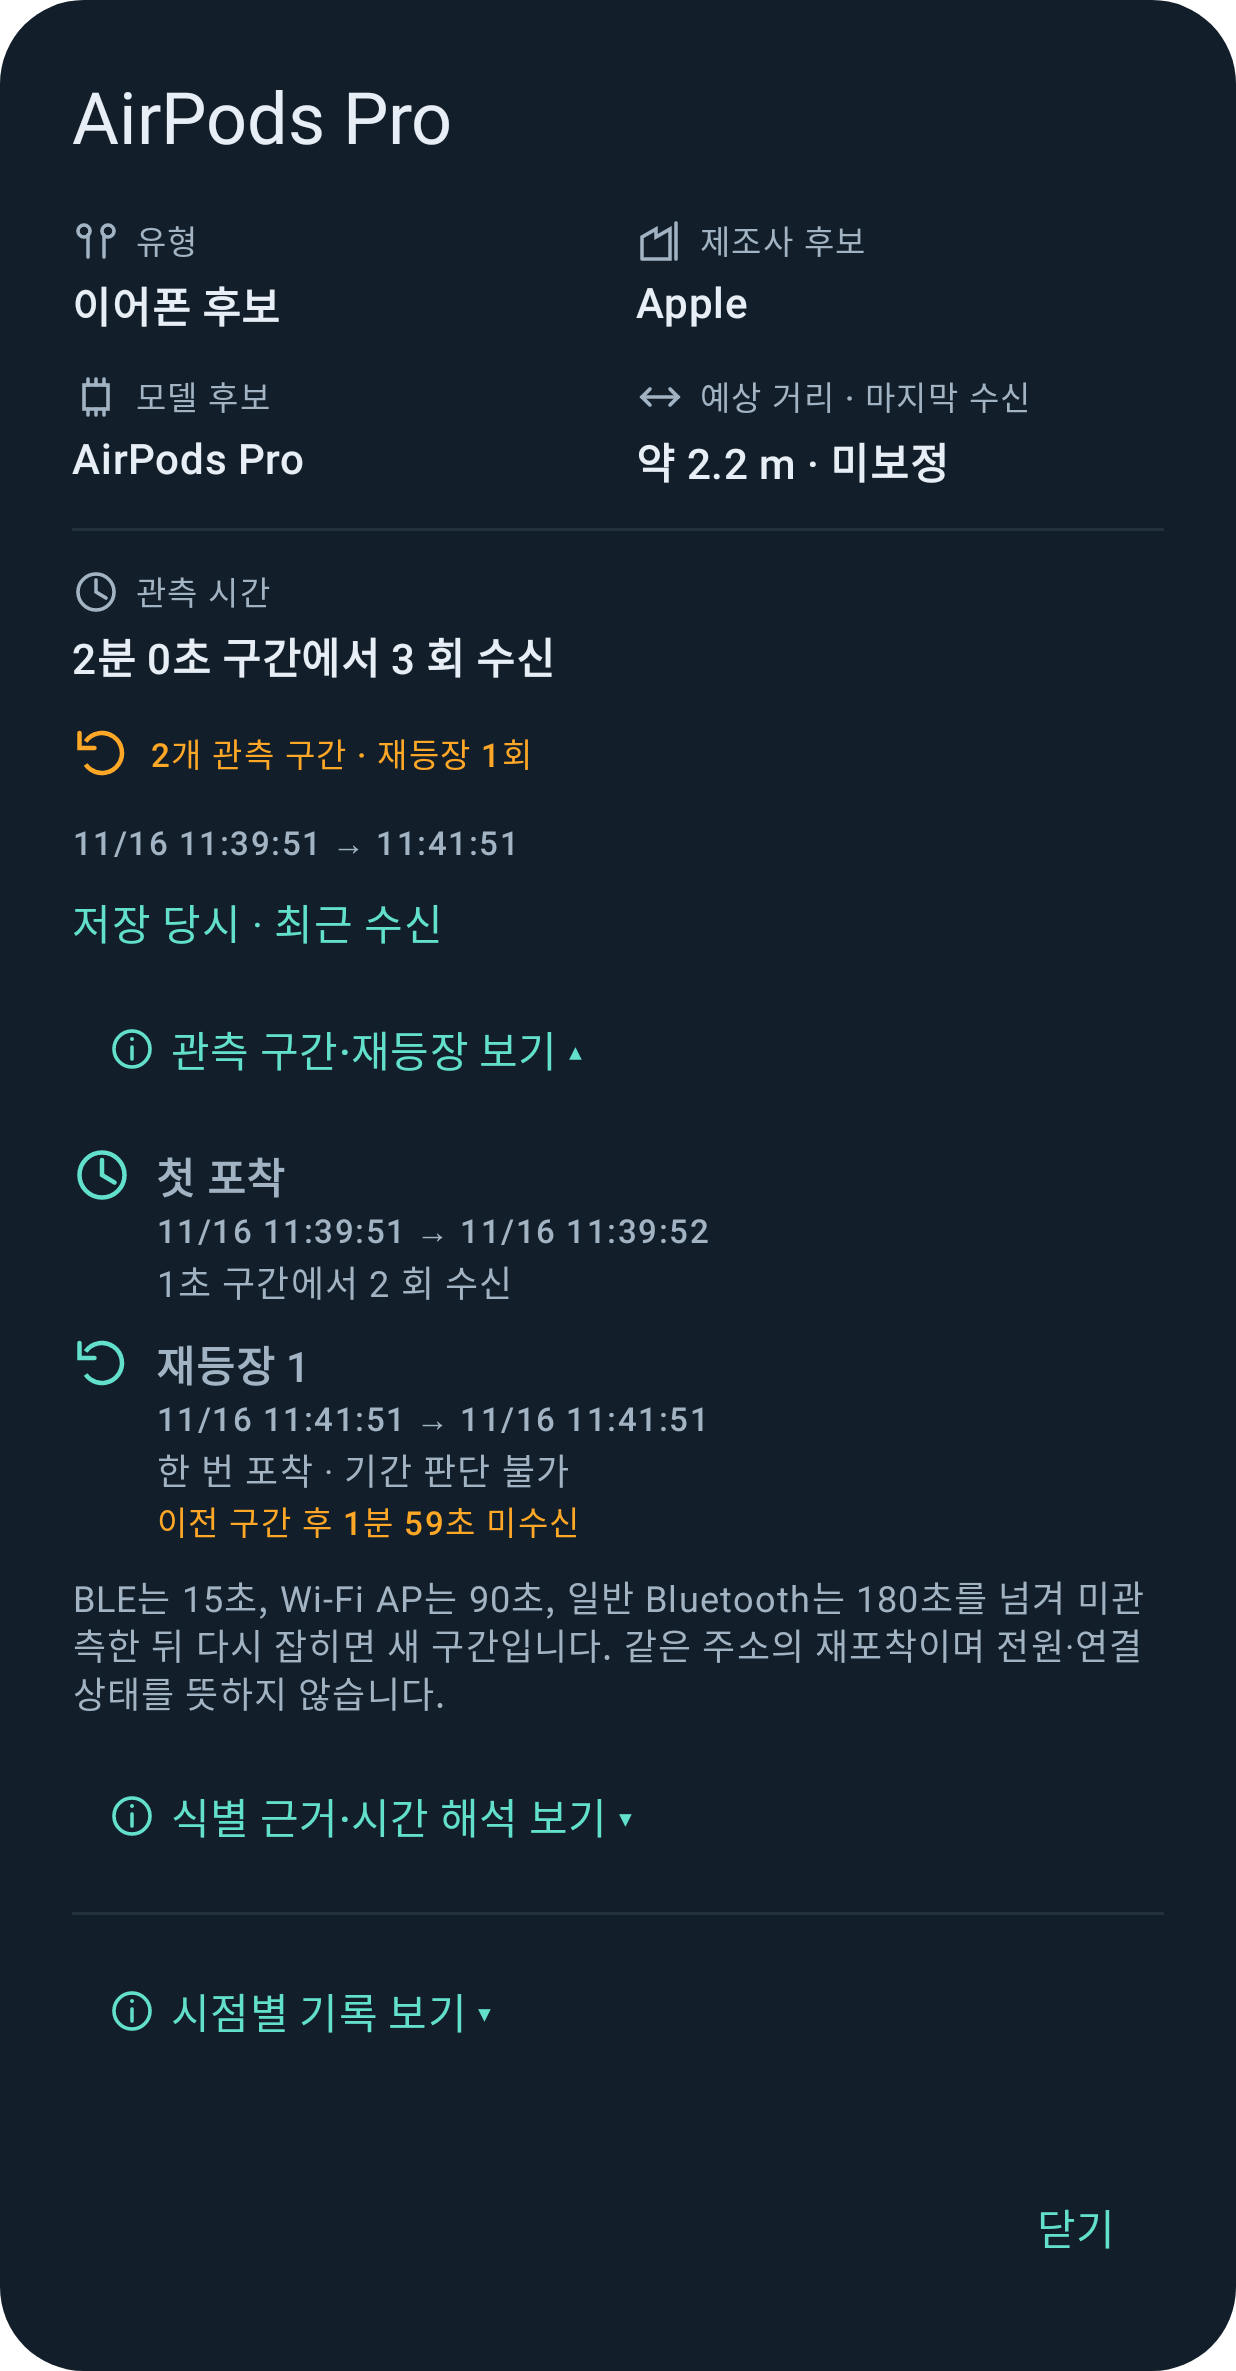 AirPods Pro
유형
이어폰 후보
제조사 후보
Apple
모델 후보
AirPods Pro
예상 거리 · 마지막 수신
약 2.2 m · 미보정
관측 시간
2분 0초 구간에서 3 회 수신
2개 관측 구간 · 재등장 1회
11/16 11:39:51 → 11:41:51
저장 당시 · 최근 수신
관측 구간·재등장 보기 ▴
첫 포착
11/16 11:39:51 → 11/16 11:39:52
1초 구간에서 2 회 수신
재등장 1
11/16 11:41:51 → 11/16 11:41:51
한 번 포착 · 기간 판단 불가
이전 구간 후 1분 59초 미수신
BLE는 15초, Wi-Fi AP는 90초, 일반 Bluetooth는 180초를 넘겨 미관
측한 뒤 다시 잡히면 새 구간입니다. 같은 주소의 재포착이며 전원·연결
상태를 뜻하지 않습니다.
식별 근거·시간 해석 보기 ▾
시점별 기록 보기 ▾
닫기